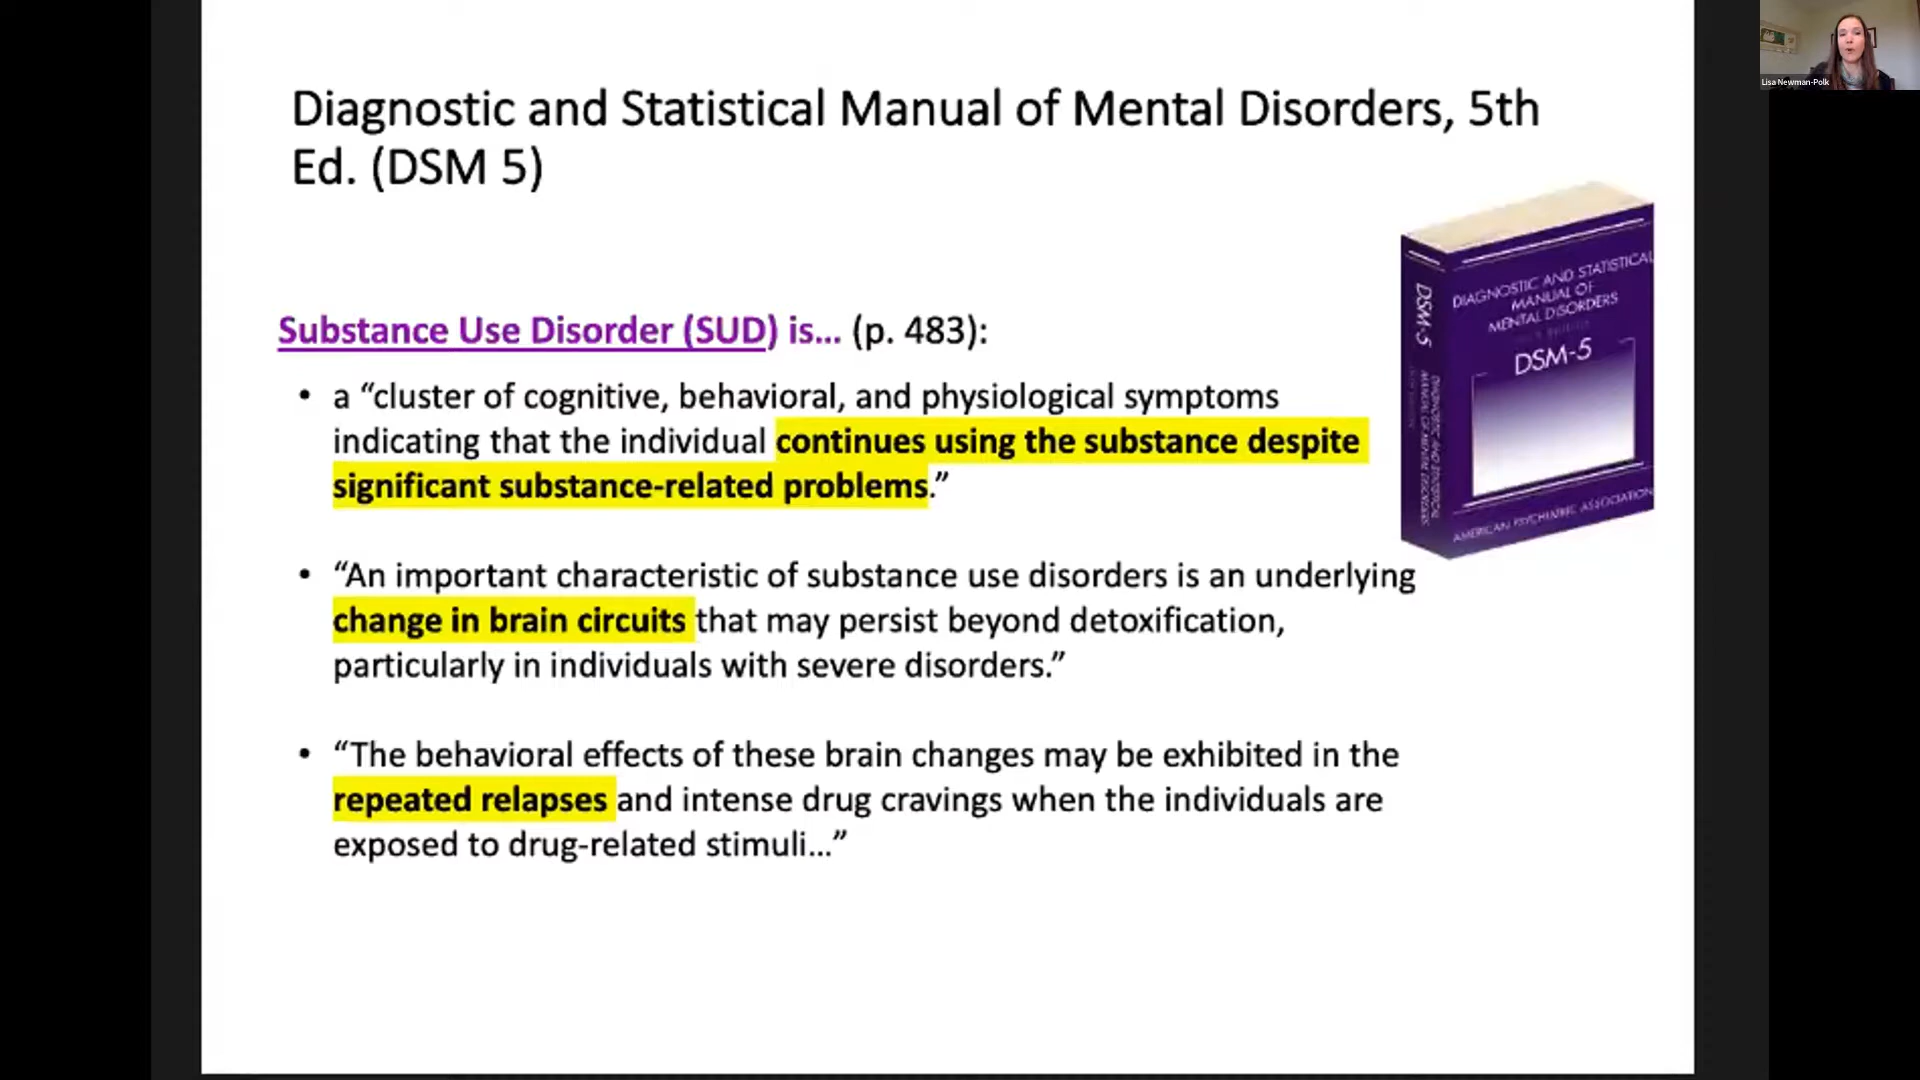 Lisa Newman-Polk
Diagnostic and Statistical Manual of Mental Disorders, 5th
Ed. (DSM 5)
DIAGNOSTIC AND STATISTICAL
MANUAL OF
MENTAL DISORDERS
DSM-5
DSM-5
AMERICAN PSYCHIATRIC ASSOCIATION
Substance Use Disorder (SUD) is... (p. 483):
• a “cluster of cognitive, behavioral, and physiological symptoms
indicating that the individual continues using the substance despite
significant substance-related problems.”
• “An important characteristic of substance use disorders is an underlying
change in brain circuits that may persist beyond detoxification,
particularly in individuals with severe disorders.”
• “The behavioral effects of these brain changes may be exhibited in the
repeated relapses and intense drug cravings when the individuals are
exposed to drug-related stimuli...”